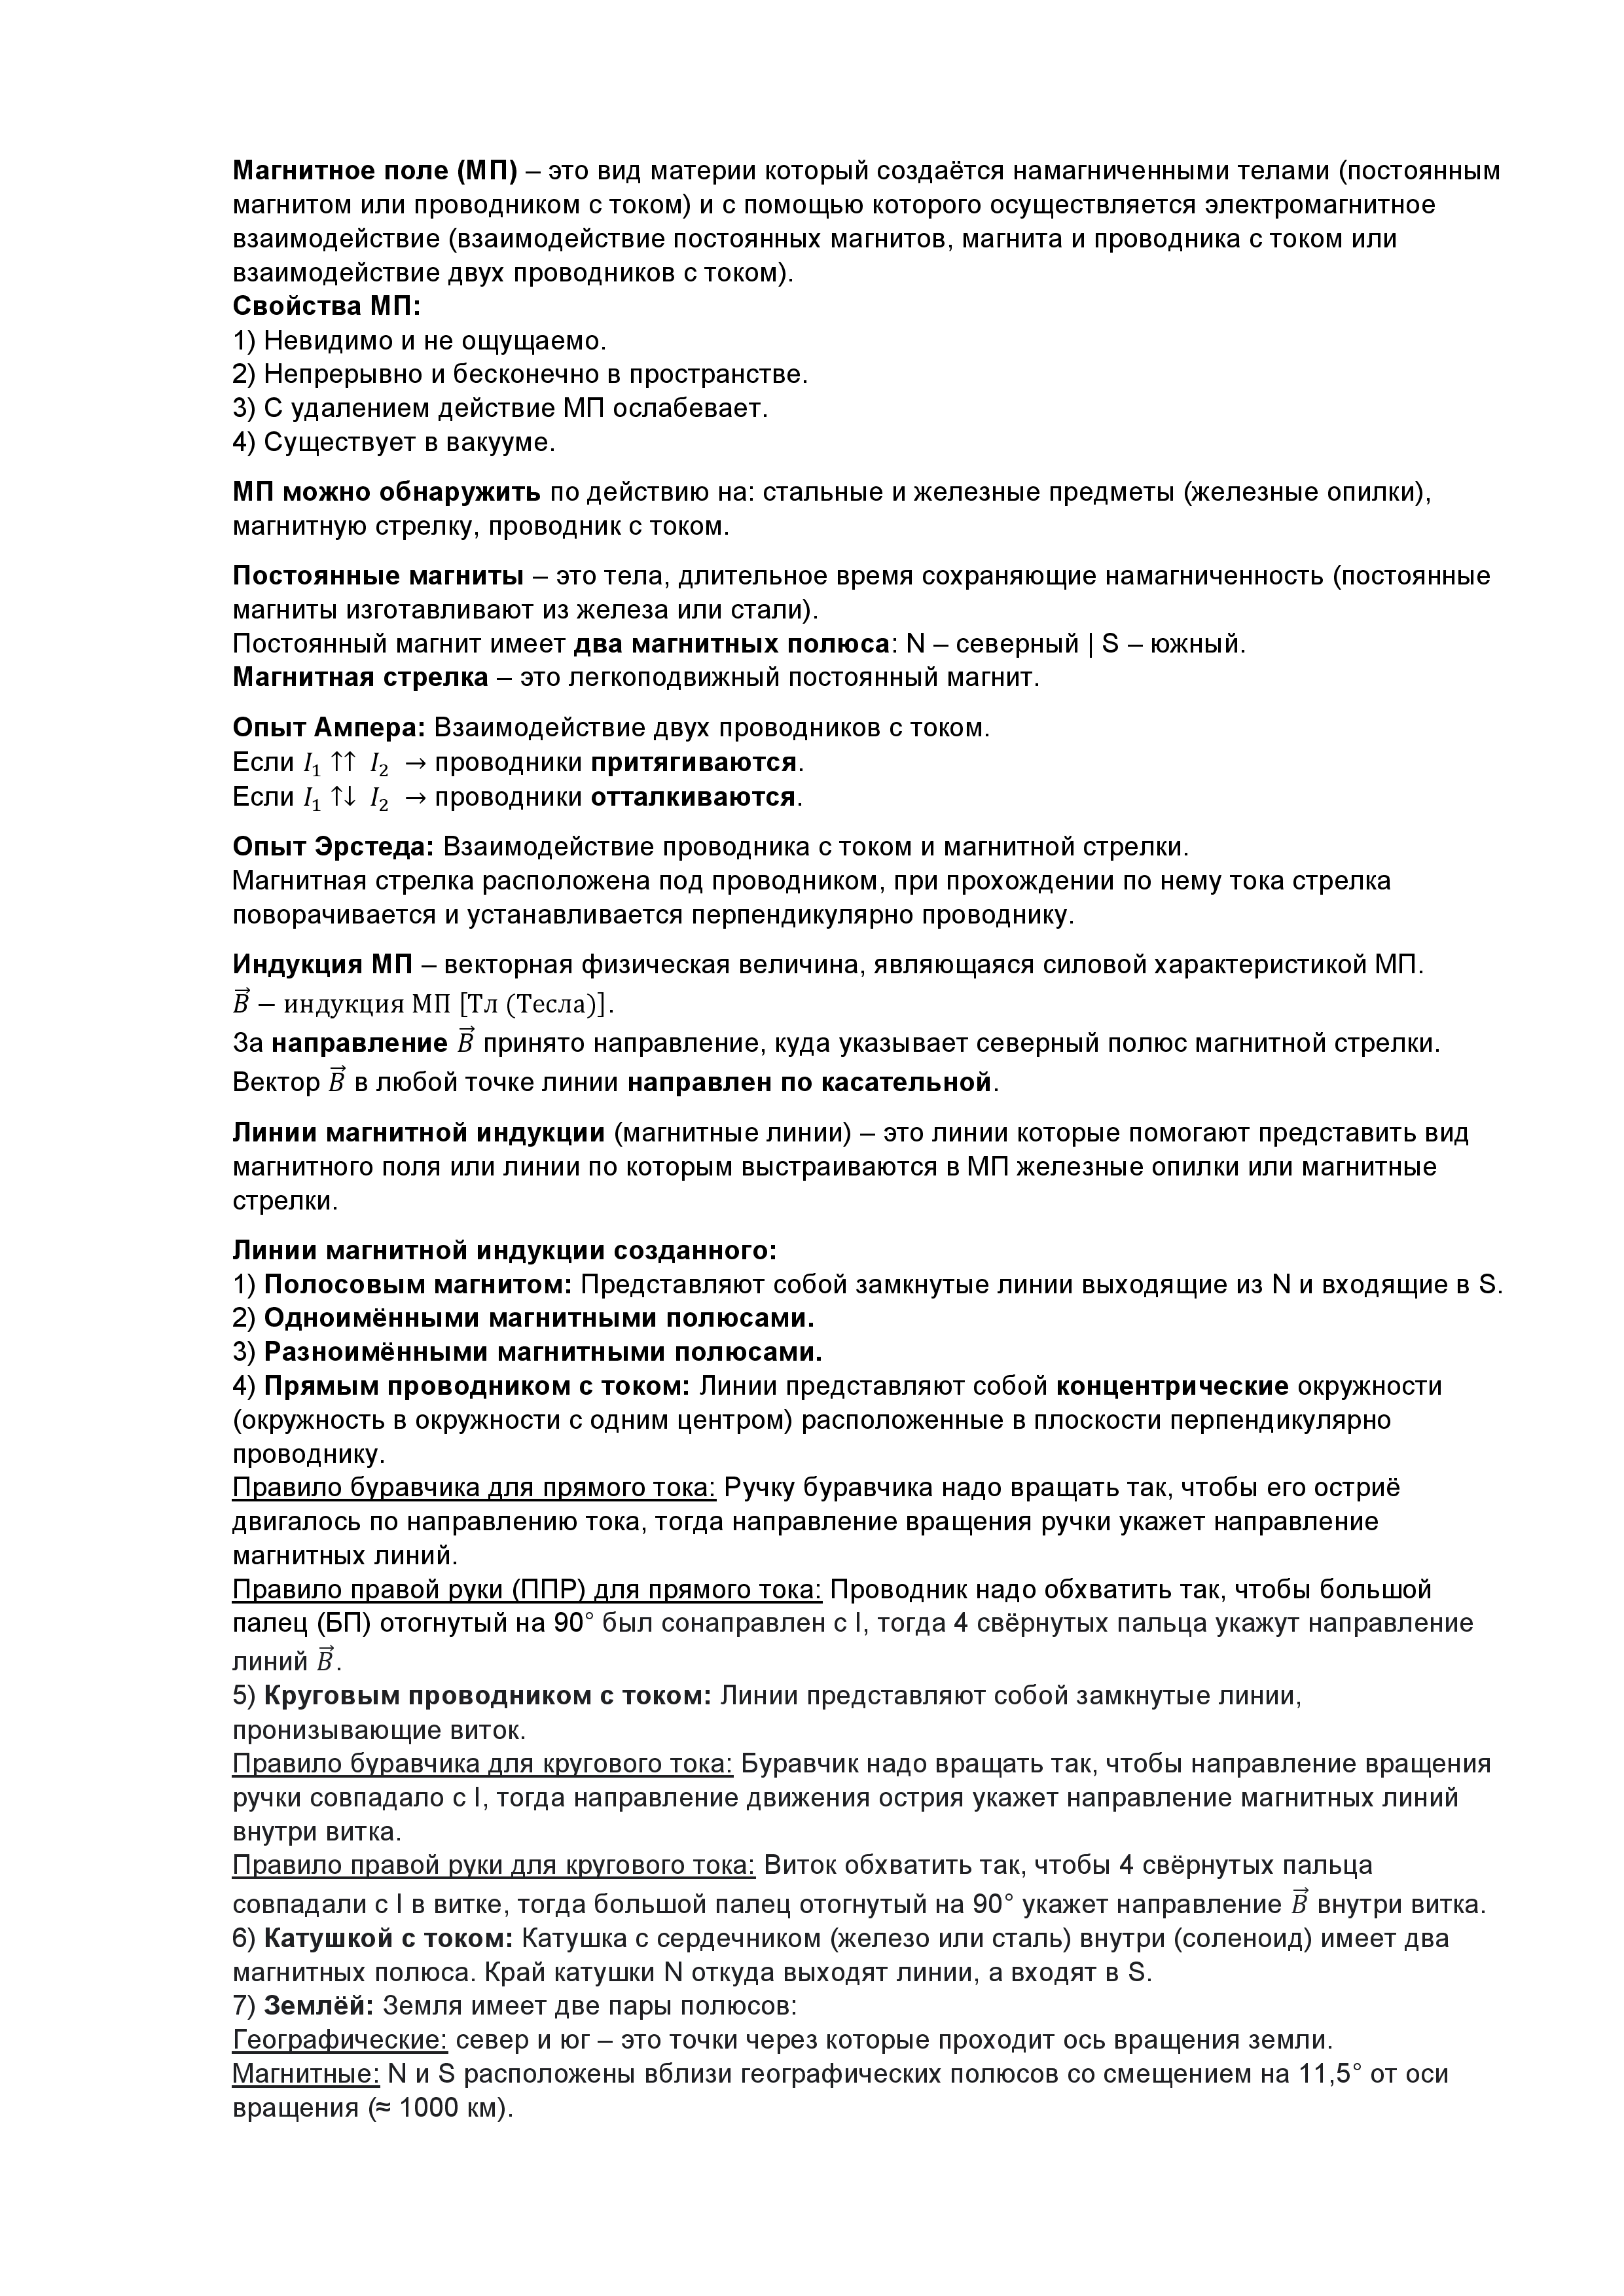 Магнитное поле (МП) – это вид материи который создаётся намагниченными телами (постоянным
магнитом или проводником с током) и с помощью которого осуществляется электромагнитное
взаимодействие (взаимодействие постоянных магнитов, магнита и проводника с током или
взаимодействие двух проводников с током).
Свойства МП:
1) Невидимо и не ощущаемо.
2) Непрерывно и бесконечно в пространстве.
3) С удалением действие МП ослабевает.
4) Существует в вакууме.
МП можно обнаружить по действию на: стальные и железные предметы (железные опилки),
магнитную стрелку, проводник с током.
Постоянные магниты – это тела, длительное время сохраняющие намагниченность (постоянные
магниты изготавливают из железа или стали).
Постоянный магнит имеет два магнитных полюса: N – северный | S – южный.
Магнитная стрелка – это легкоподвижный постоянный магнит.
Опыт Ампера: Взаимодействие двух проводников с током.
Если I₁ ↑↑ I₂ → проводники притягиваются.
Если I₁ ↑↓ I₂ → проводники отталкиваются.
Опыт Эрстеда: Взаимодействие проводника с током и магнитной стрелки.
Магнитная стрелка расположена под проводником, при прохождении по нему тока стрелка
поворачивается и устанавливается перпендикулярно проводнику.
Индукция МП – векторная физическая величина, являющаяся силовой характеристикой МП.
B⃗ − индукция МП [Тл (Тесла)].
За направление B⃗ принято направление, куда указывает северный полюс магнитной стрелки.
Вектор B⃗ в любой точке линии направлен по касательной.
Линии магнитной индукции (магнитные линии) – это линии которые помогают представить вид
магнитного поля или линии по которым выстраиваются в МП железные опилки или магнитные
стрелки.
Линии магнитной индукции созданного:
1) Полосовым магнитом: Представляют собой замкнутые линии выходящие из N и входящие в S.
2) Одноимёнными магнитными полюсами.
3) Разноимёнными магнитными полюсами.
4) Прямым проводником с током: Линии представляют собой концентрические окружности
(окружность в окружности с одним центром) расположенные в плоскости перпендикулярно
проводнику.
Правило буравчика для прямого тока: Ручку буравчика надо вращать так, чтобы его остриё
двигалось по направлению тока, тогда направление вращения ручки укажет направление
магнитных линий.
Правило правой руки (ППР) для прямого тока: Проводник надо обхватить так, чтобы большой
палец (БП) отогнутый на 90° был сонаправлен с I, тогда 4 свёрнутых пальца укажут направление
линий B⃗.
5) Круговым проводником с током: Линии представляют собой замкнутые линии,
пронизывающие виток.
Правило буравчика для кругового тока: Буравчик надо вращать так, чтобы направление вращения
ручки совпадало с I, тогда направление движения острия укажет направление магнитных линий
внутри витка.
Правило правой руки для кругового тока: Виток обхватить так, чтобы 4 свёрнутых пальца
совпадали с I в витке, тогда большой палец отогнутый на 90° укажет направление B⃗ внутри витка.
6) Катушкой с током: Катушка с сердечником (железо или сталь) внутри (соленоид) имеет два
магнитных полюса. Край катушки N откуда выходят линии, а входят в S.
7) Землёй: Земля имеет две пары полюсов:
Географические: север и юг – это точки через которые проходит ось вращения земли.
Магнитные: N и S расположены вблизи географических полюсов со смещением на 11,5° от оси
вращения (≈ 1000 км).